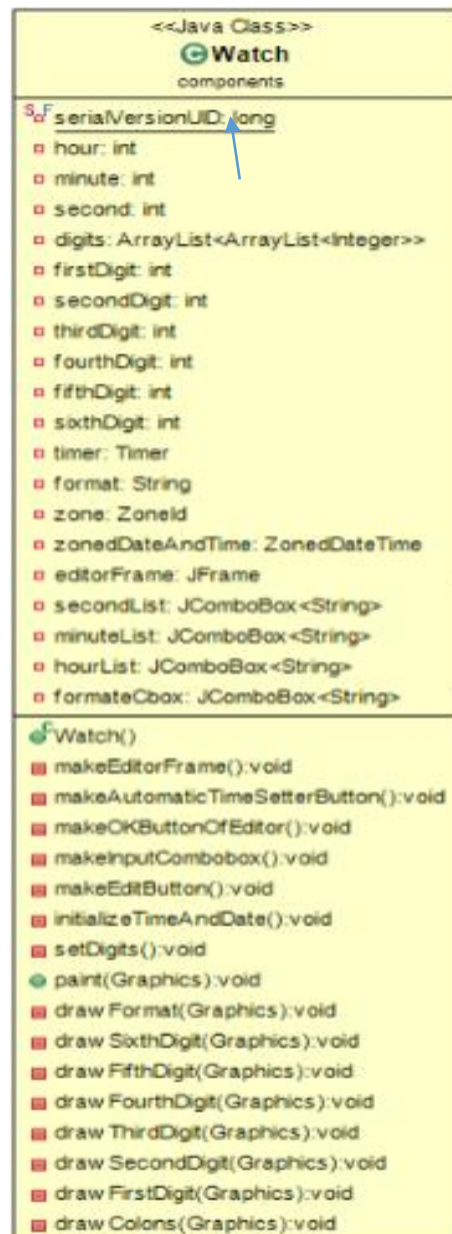 <<Java Class>>
C Watch
components
S F serialVersionUID: long
hour: int
minute: int
second: int
digits: ArrayList<ArrayList<Integer>>
firstDigit: int
secondDigit: int
thirdDigit: int
fourthDigit: int
fifthDigit: int
sixthDigit: int
timer: Timer
format: String
zone: ZoneId
zonedDateAndTime: ZonedDateTime
editorFrame: JFrame
secondList: JComboBox<String>
minuteList: JComboBox<String>
hourList: JComboBox<String>
formateCbox: JComboBox<String>
C Watch()
makeEditorFrame():void
makeAutomaticTimeSetterButton():void
makeOKButtonOfEditor():void
makeInputCombobox():void
makeEditButton():void
initializeTimeAndDate():void
setDigits():void
paint(Graphics):void
drawFormat(Graphics):void
drawSixthDigit(Graphics):void
drawFifthDigit(Graphics):void
drawFourthDigit(Graphics):void
drawThirdDigit(Graphics):void
drawSecondDigit(Graphics):void
drawFirstDigit(Graphics):void
drawColons(Graphics):void